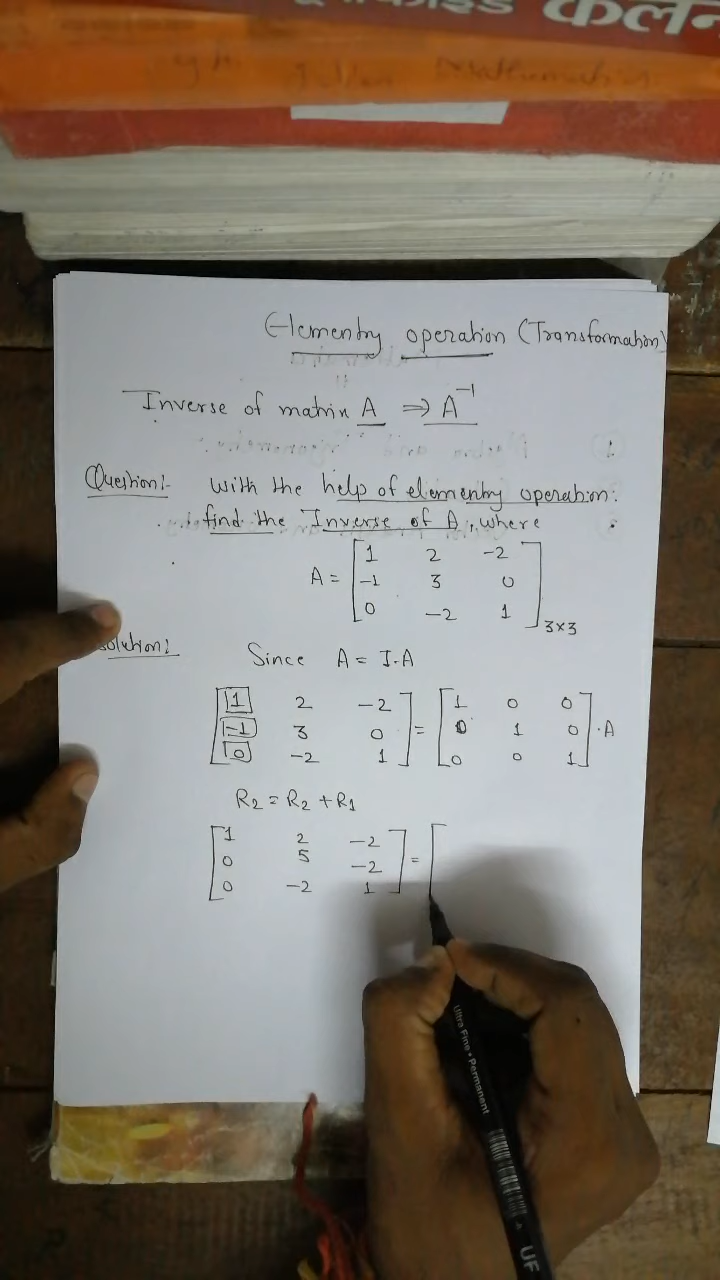 कलन
Elementry operation (Transformation)
Inverse of matrix A ⇒ A⁻¹
Question:- with the help of elementry operation:
find the Inverse of A, where
A = [1 2 -2
-1 3 0
0 -2 1] 3×3
Solution: Since A = I.A
[1 2 -2 = [1 0 0
-1 3 0 0 1 0
0 -2 1] 0 0 1] .A
R₂ = R₂ + R₁
[1 2 -2 = [
0 5 -2
0 -2 1]
Ultra Fine • Permanent
UF